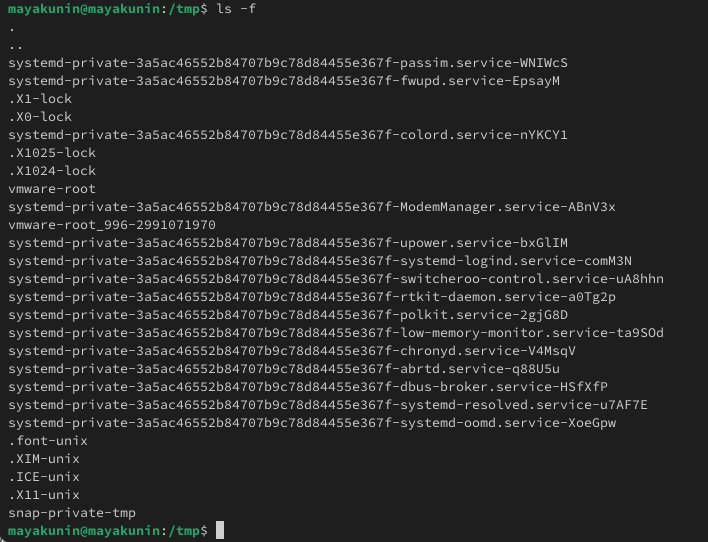 mayakunin@mayakunin:/tmp$ ls -f
.
..
systemd-private-3a5ac46552b84707b9c78d84455e367f-passim.service-WNIWcS
systemd-private-3a5ac46552b84707b9c78d84455e367f-fwupd.service-EpsayM
.X1-lock
.X0-lock
systemd-private-3a5ac46552b84707b9c78d84455e367f-colord.service-nYKCY1
.X1025-lock
.X1024-lock
vmware-root
systemd-private-3a5ac46552b84707b9c78d84455e367f-ModemManager.service-ABnV3x
vmware-root_996-2991071970
systemd-private-3a5ac46552b84707b9c78d84455e367f-upower.service-bxGlIM
systemd-private-3a5ac46552b84707b9c78d84455e367f-systemd-logind.service-comM3N
systemd-private-3a5ac46552b84707b9c78d84455e367f-switcheroo-control.service-uA8hhn
systemd-private-3a5ac46552b84707b9c78d84455e367f-rtkit-daemon.service-a0Tg2p
systemd-private-3a5ac46552b84707b9c78d84455e367f-polkit.service-2gjG8D
systemd-private-3a5ac46552b84707b9c78d84455e367f-low-memory-monitor.service-ta9SOd
systemd-private-3a5ac46552b84707b9c78d84455e367f-chronyd.service-V4MsqV
systemd-private-3a5ac46552b84707b9c78d84455e367f-abrtd.service-q88U5u
systemd-private-3a5ac46552b84707b9c78d84455e367f-dbus-broker.service-HSfXfP
systemd-private-3a5ac46552b84707b9c78d84455e367f-systemd-resolved.service-u7AF7E
systemd-private-3a5ac46552b84707b9c78d84455e367f-systemd-oomd.service-XoeGpw
.font-unix
.XIM-unix
.ICE-unix
.X11-unix
snap-private-tmp
mayakunin@mayakunin:/tmp$